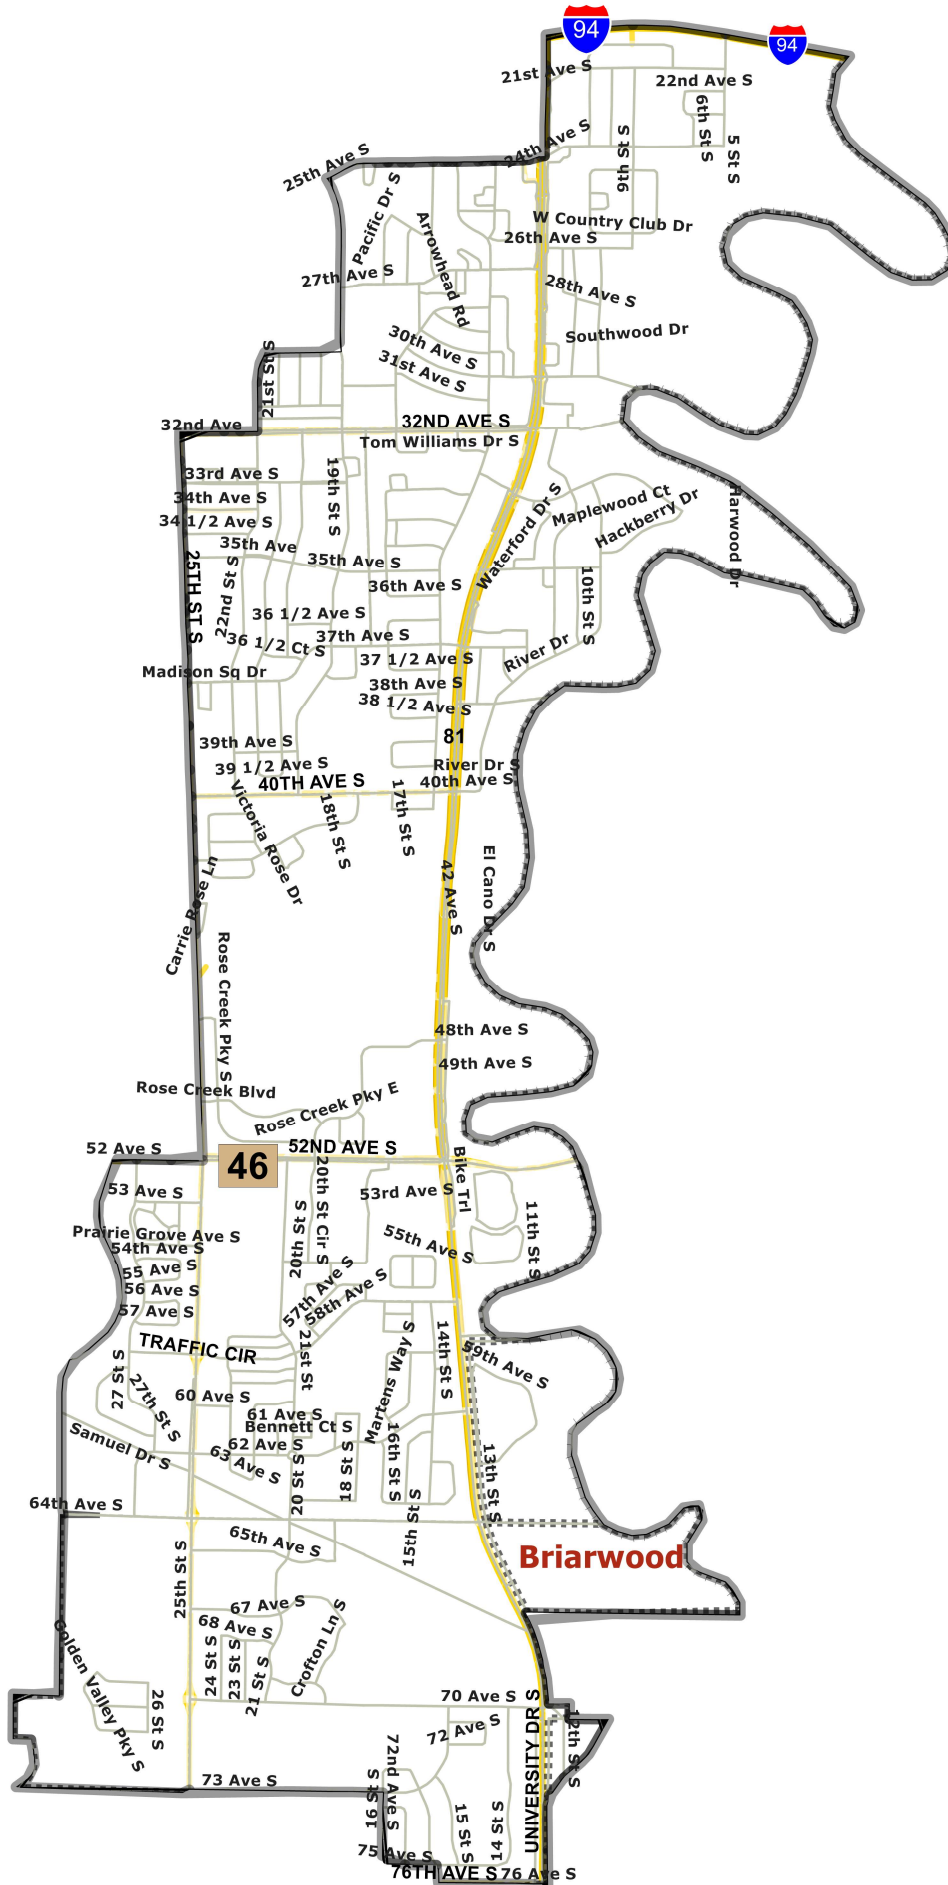 94
94
21st Ave S
22nd Ave S
6th St S
5 St S
9th St S
24th Ave S
25th Ave S
Pacific Dr S
Arrowhead Rd
W Country Club Dr
26th Ave S
27th Ave S
28th Ave S
Southwood Dr
30th Ave S
31st Ave S
21st St S
32nd Ave
32ND AVE S
Tom Williams Dr S
33rd Ave S
19th St S
34th Ave S
34 1/2 Ave S
Waterford Dr S
Maplewood Ct
Hackberry Dr
Harwood Dr
35th Ave
35th Ave S
25TH ST S
22nd St S
36th Ave S
10th St S
36 1/2 Ave S
36 1/2 Ct S
37th Ave S
37 1/2 Ave S
River Dr
Madison Sq Dr
38th Ave S
38 1/2 Ave S
81
39th Ave S
39 1/2 Ave S
River Dr S
40TH AVE S
40th Ave S
Victoria Rose Dr
18th St S
17th St S
42 Ave S
El Cano Dr S
Carrie Rose Ln
Rose Creek Pky S
48th Ave S
49th Ave S
Rose Creek Blvd
Rose Creek Pky E
52 Ave S
46
52ND AVE S
Bike Trl
53 Ave S
20th St Cir S
53rd Ave S
11th St S
20th St S
Prairie Grove Ave S
54th Ave S
55th Ave S
55 Ave S
56 Ave S
57th Ave S
58th Ave S
57 Ave S
TRAFFIC CIR
21st St
14th St S
59th Ave S
Martens Way S
27 St S
27th St S
60 Ave S
61 Ave S
Bennett Ct S
62 Ave S
Samuel Dr S
63 Ave S
20 St S
18 St S
16th St S
13th St S
64th Ave S
15th St S
65th Ave S
Briarwood
25th St S
67 Ave S
68 Ave S
Crofton Ln S
24 St S
23 St S
21 St S
Golden Valley Pky S
26 St S
70 Ave S
UNIVERSITY DR S
12th St S
72 Ave S
72nd Ave S
73 Ave S
16 St S
15 St S
14 St S
75 Ave S
76TH AVE S
76 Ave S